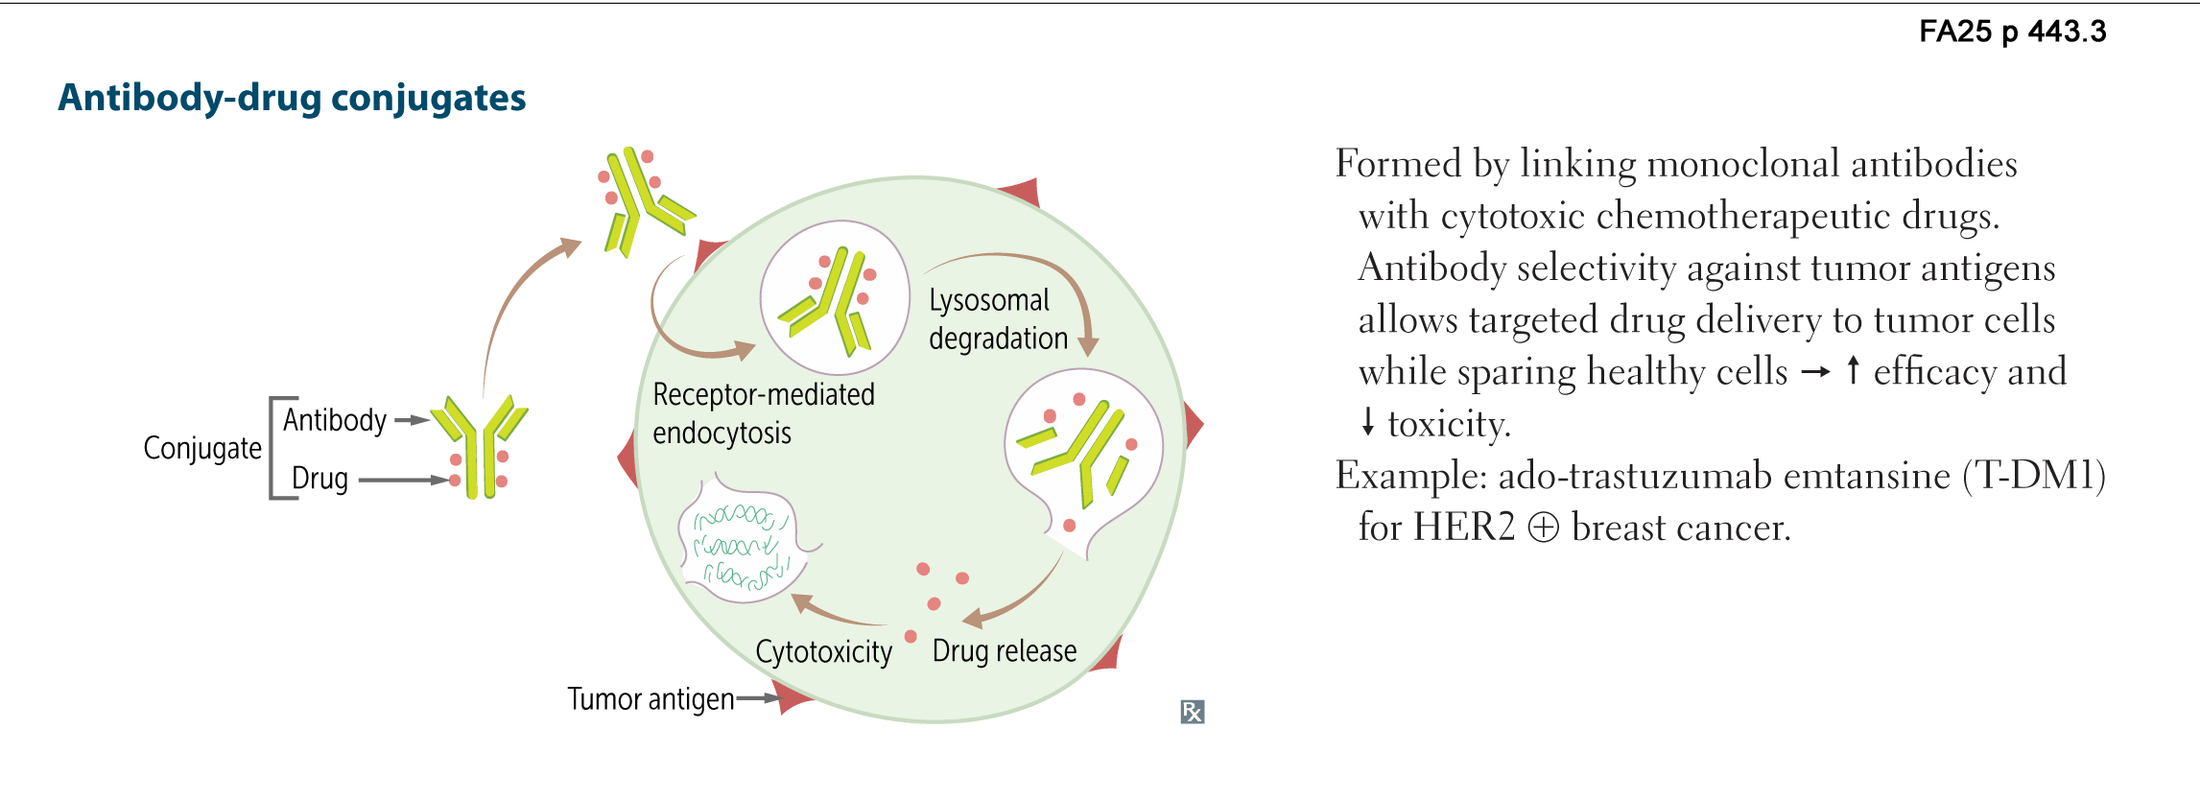 FA25 p 443.3
Antibody-drug conjugates
Conjugate
Antibody
Drug
Receptor-mediated
endocytosis
Lysosomal
degradation
Drug release
Cytotoxicity
Tumor antigen
Rx
Formed by linking monoclonal antibodies
with cytotoxic chemotherapeutic drugs.
Antibody selectivity against tumor antigens
allows targeted drug delivery to tumor cells
while sparing healthy cells → ↑ efficacy and
↓ toxicity.
Example: ado-trastuzumab emtansine (T-DM1)
for HER2 ⊕ breast cancer.